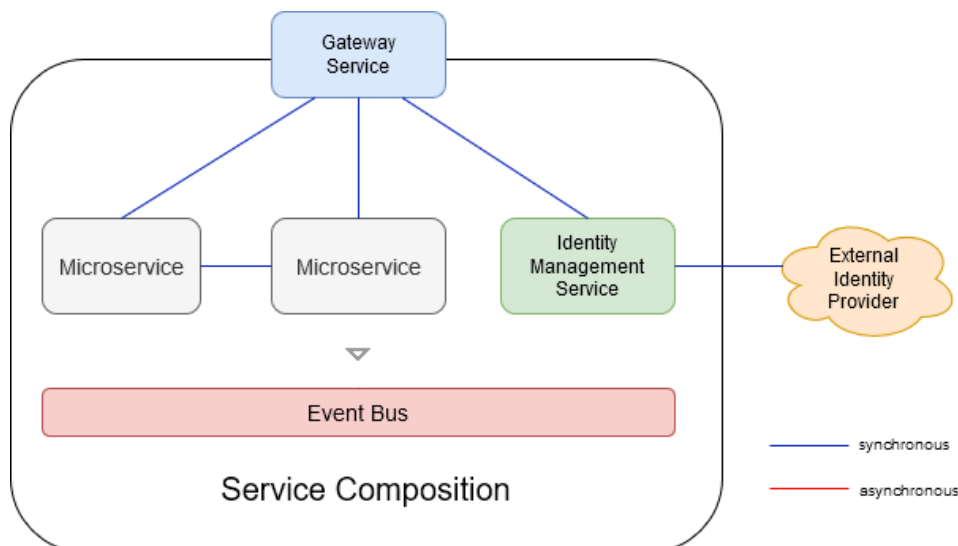 Gateway
Service
Microservice
Microservice
Identity
Management
Service
External
Identity
Provider
Event Bus
synchronous
Service Composition
asynchronous